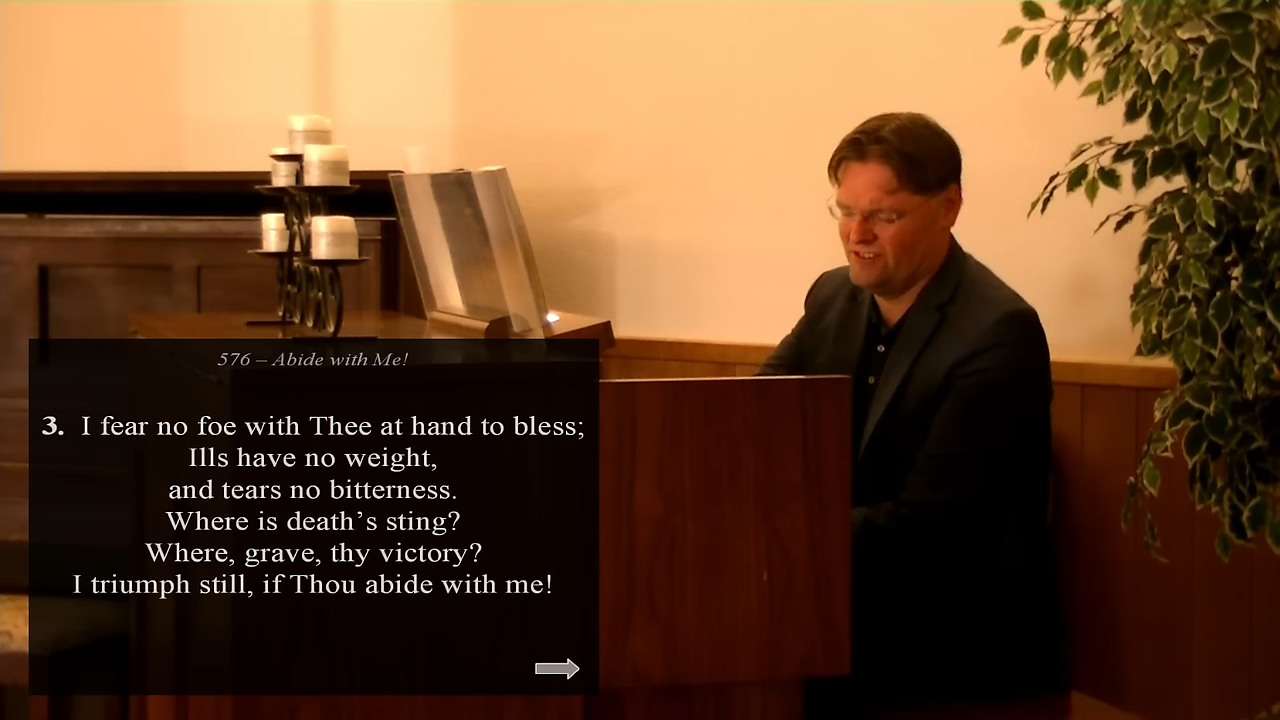 576 – Abide with Me!
3. I fear no foe with Thee at hand to bless;
Ills have no weight,
and tears no bitterness.
Where is death’s sting?
Where, grave, thy victory?
I triumph still, if Thou abide with me!